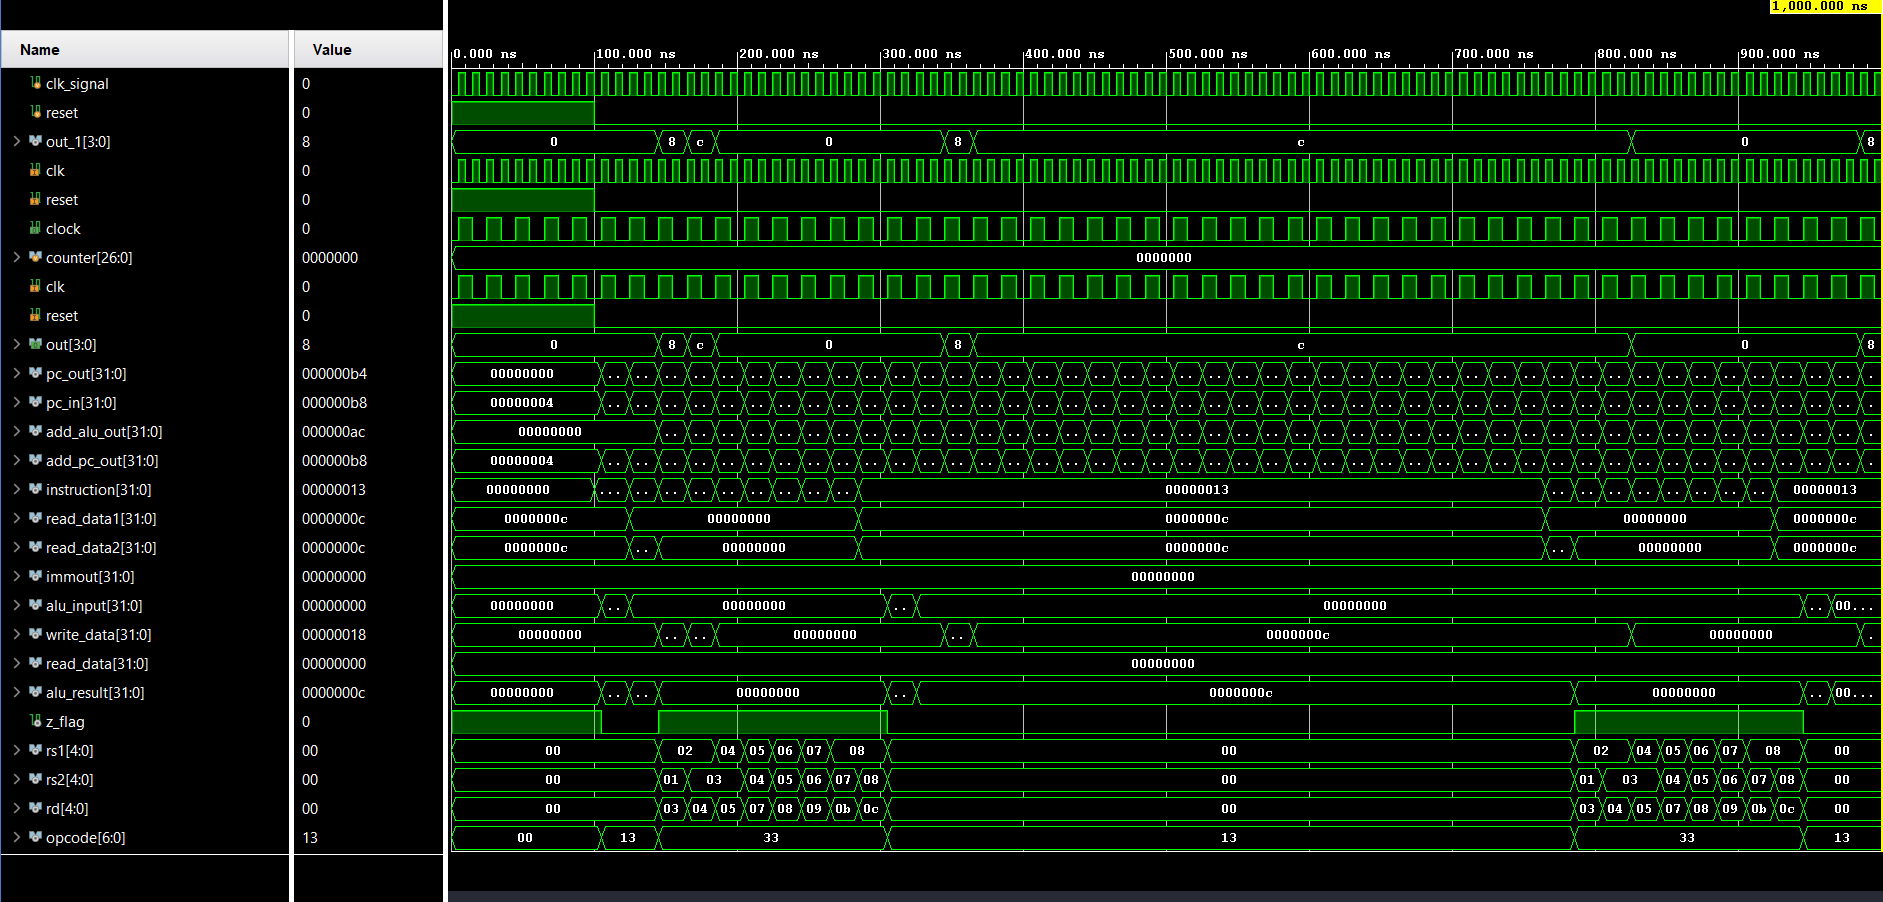 1,000.000 ns
Name Value 0.000 ns 100.000 ns 200.000 ns 300.000 ns 400.000 ns 500.000 ns 600.000 ns 700.000 ns 800.000 ns 900.000 ns
clk_signal 0
reset 0
out_1[3:0] 8 0 8 c 0 8 c 0 8
clk 0
reset 0
clock 0
counter[26:0] 0000000 0000000
clk 0
reset 0
out[3:0] 8 0 8 c 0 8 c 0 8
pc_out[31:0] 000000b4 00000000 .. .. .. .. .. .. .. .. .. .. .. .. .. .. .. .. .. .. .. .. .. .. .. .. .. .. .. .. .. .. .. .. .. .. .. .. .. .. .. .. .. .. .. .. .
pc_in[31:0] 000000b8 00000004 .. .. .. .. .. .. .. .. .. .. .. .. .. .. .. .. .. .. .. .. .. .. .. .. .. .. .. .. .. .. .. .. .. .. .. .. .. .. .. .. .. .. .. .. .
add_alu_out[31:0] 000000ac 00000000 .. .. .. .. .. .. .. .. .. .. .. .. .. .. .. .. .. .. .. .. .. .. .. .. .. .. .. .. .. .. .. .. .. .. .. .. .. .. .. .. .. .. .
add_pc_out[31:0] 000000b8 00000004 .. .. .. .. .. .. .. .. .. .. .. .. .. .. .. .. .. .. .. .. .. .. .. .. .. .. .. .. .. .. .. .. .. .. .. .. .. .. .. .. .. .. .. .. .
instruction[31:0] 00000013 00000000 ... .. .. .. .. .. .. .. .. 00000013 .. .. .. .. .. .. .. .. 00000013
read_data1[31:0] 0000000c 0000000c 00000000 0000000c 00000000 0000000c
read_data2[31:0] 0000000c 0000000c .. 00000000 0000000c .. 00000000 0000000c
immout[31:0] 00000000 00000000
alu_input[31:0] 00000000 00000000 .. 00000000 .. 00000000 .. 00...
write_data[31:0] 00000018 00000000 .. .. 00000000 .. 0000000c 00000000 .
read_data[31:0] 00000000 00000000
alu_result[31:0] 0000000c 00000000 .. .. 00000000 .. 0000000c 00000000 .. 00...
z_flag 0
rs1[4:0] 00 00 02 04 05 06 07 08 00 02 04 05 06 07 08 00
rs2[4:0] 00 00 01 03 04 05 06 07 08 00 01 03 04 05 06 07 08 00
rd[4:0] 00 00 03 04 05 07 08 09 0b 0c 00 03 04 05 07 08 09 0b 0c 00
opcode[6:0] 13 00 13 33 13 33 13